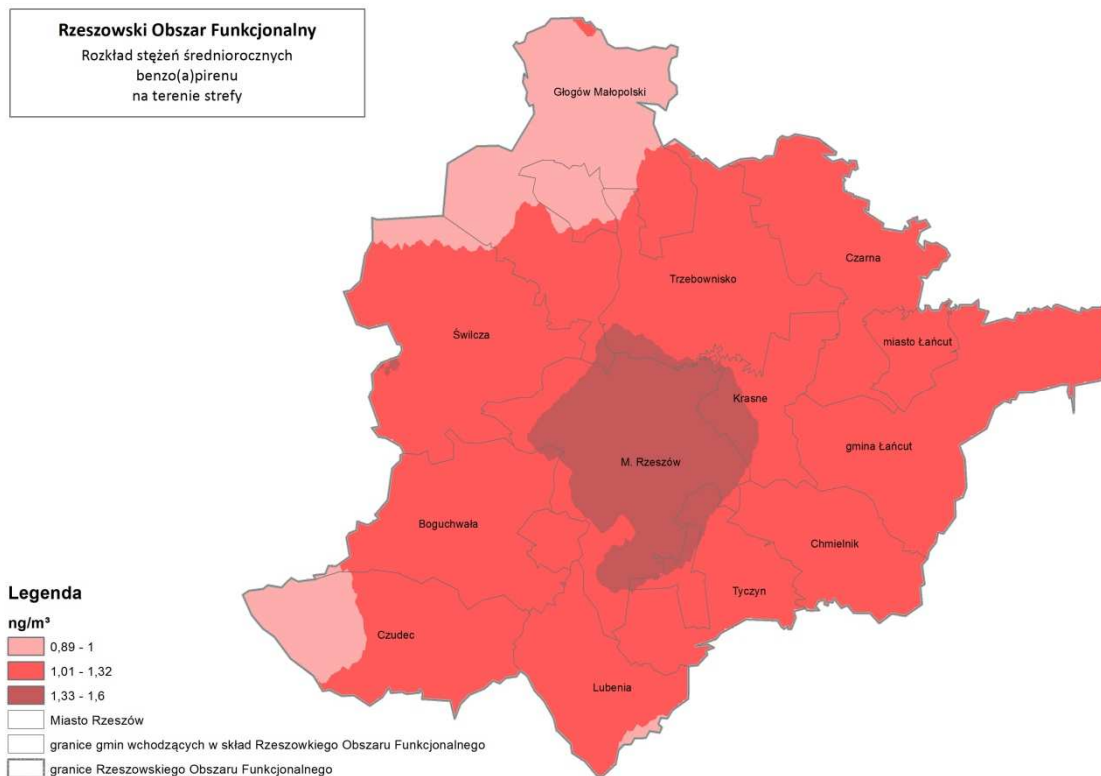 Rzeszowski Obszar Funkcjonalny
Rozkład stężeń średniorocznych
benzo(a)pirenu
na terenie strefy
Głogów Małopolski
Czarna
Trzebownisko
Świlcza
miasto Łańcut
Krasne
gmina Łańcut
M. Rzeszów
Boguchwała
Chmielnik
Tyczyn
Czudec
Lubenia
Legenda
ng/m³
0,89 - 1
1,01 - 1,32
1,33 - 1,6
Miasto Rzeszów
granice gmin wchodzących w skład Rzeszowkiego Obszaru Funkcjonalnego
granice Rzeszowskiego Obszaru Funkcjonalnego